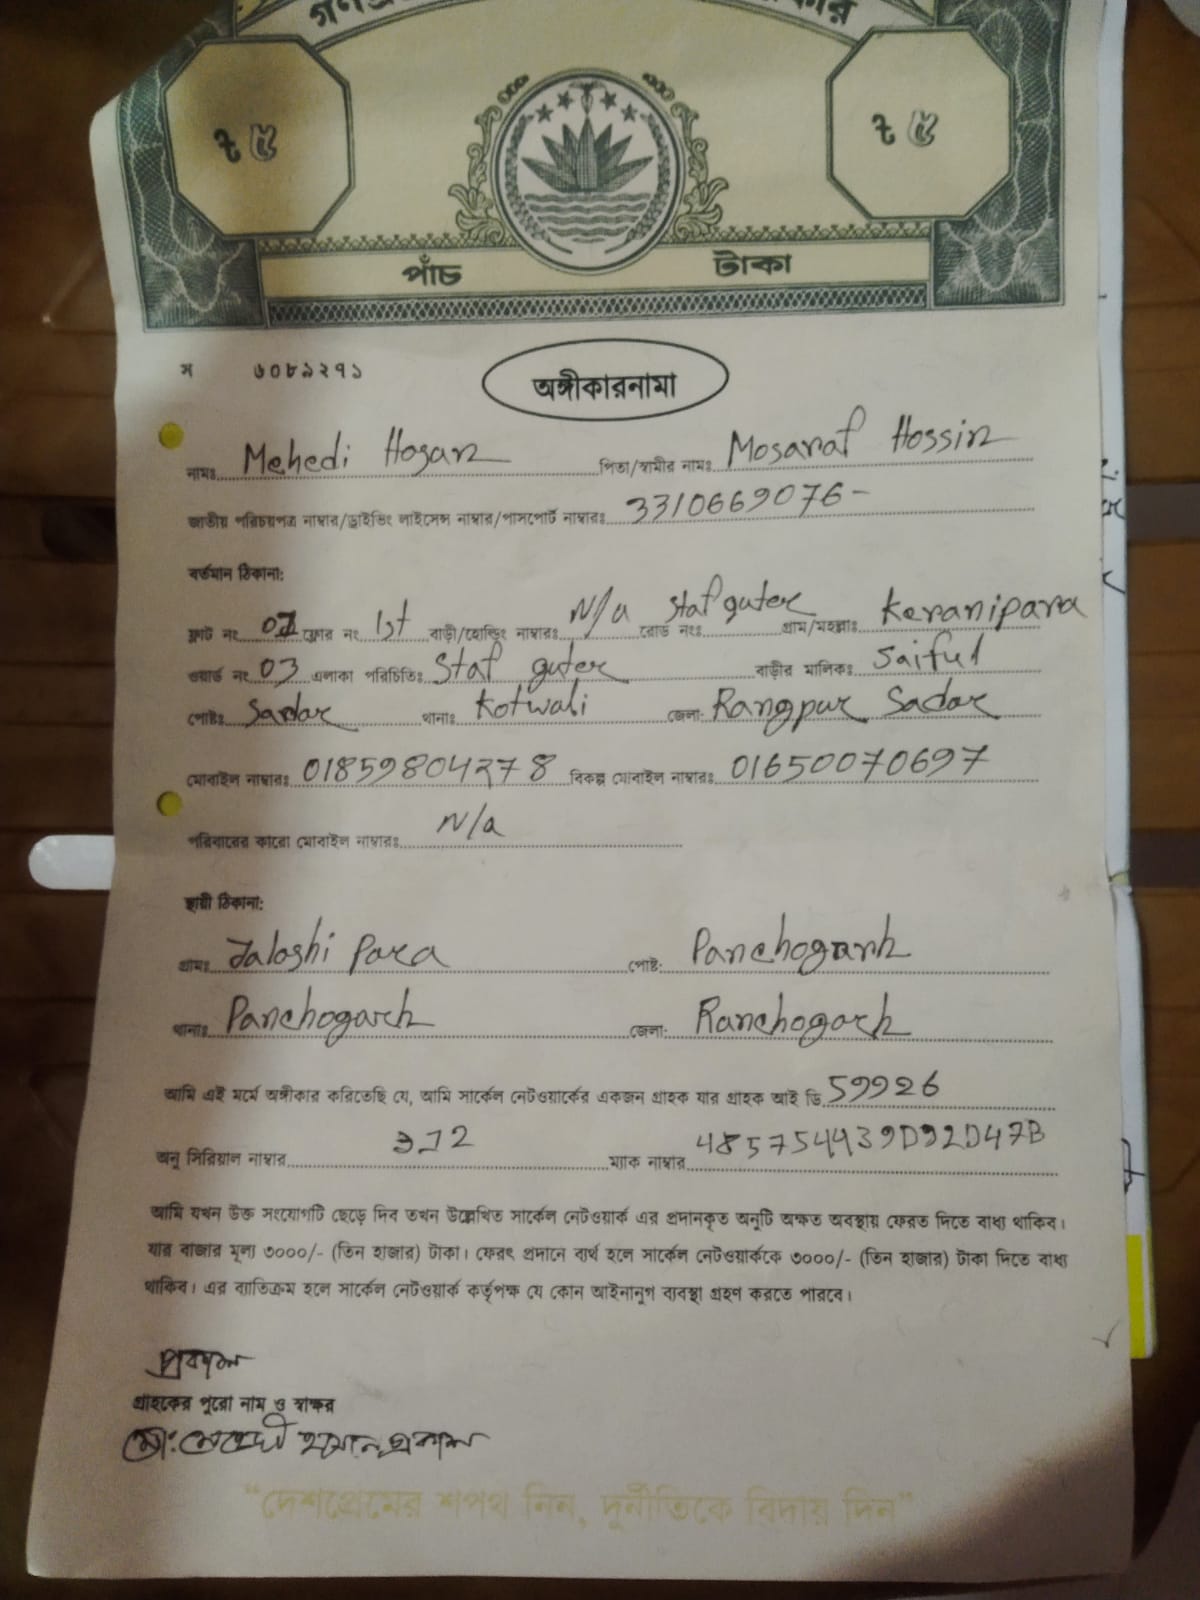 ৳ ৫ ৳ ৫
পাঁচ টাকা
স ৬০৮৯২৭১
অঙ্গীকারনামা
নামঃ Mehedi Hosan পিতা/স্বামীর নামঃ Mosaraf Hossin
জাতীয় পরিচয়পত্র নাম্বার/ড্রাইভিং লাইসেন্স নাম্বার/পাসপোর্ট নাম্বারঃ 3310669076-
বর্তমান ঠিকানা:
ফ্লাট নং 01 ফ্লোর নং 1st বাড়ী/হোল্ডিং নাম্বারঃ N/a রোড নংঃ Staf guter গ্রাম/মহল্লাঃ Keranipara
ওয়ার্ড নং 03 এলাকা পরিচিতিঃ Staf guter বাড়ীর মালিকঃ Saiful
পোষ্টঃ Sadar থানাঃ Kotwali জেলা: Rangpur Sadar
মোবাইল নাম্বারঃ 01859804278 বিকল্প মোবাইল নাম্বারঃ 01650070697
পরিবারের কারো মোবাইল নাম্বারঃ N/a
স্থায়ী ঠিকানা:
গ্রামঃ Jaloshi Para পোষ্ট: Panchogarh
থানাঃ Panchogarh জেলা: Panchogarh
আমি এই মর্মে অঙ্গীকার করিতেছি যে, আমি সার্কেল নেটওয়ার্কের একজন গ্রাহক যার গ্রাহক আই ডি 59926
অনু সিরিয়াল নাম্বার 312 ম্যাক নাম্বার 485754439D92D47B
আমি যখন উক্ত সংযোগটি ছেড়ে দিব তখন উল্লেখিত সার্কেল নেটওয়ার্ক এর প্রদানকৃত অনুটি অক্ষত অবস্থায় ফেরত দিতে বাধ্য থাকিব।
যার বাজার মূল্য ৩০০০/- (তিন হাজার) টাকা। ফেরৎ প্রদানে ব্যর্থ হলে সার্কেল নেটওয়ার্ককে ৩০০০/- (তিন হাজার) টাকা দিতে বাধ্য
থাকিব। এর ব্যাতিক্রম হলে সার্কেল নেটওয়ার্ক কর্তৃপক্ষ যে কোন আইনানুগ ব্যবস্থা গ্রহণ করতে পারবে।
প্রকাশ
গ্রাহকের পুরো নাম ও স্বাক্ষর
মো: মেহেদী হাসান প্রকাশ
"দেশপ্রেমের শপথ নিন, দুর্নীতিকে বিদায় দিন"